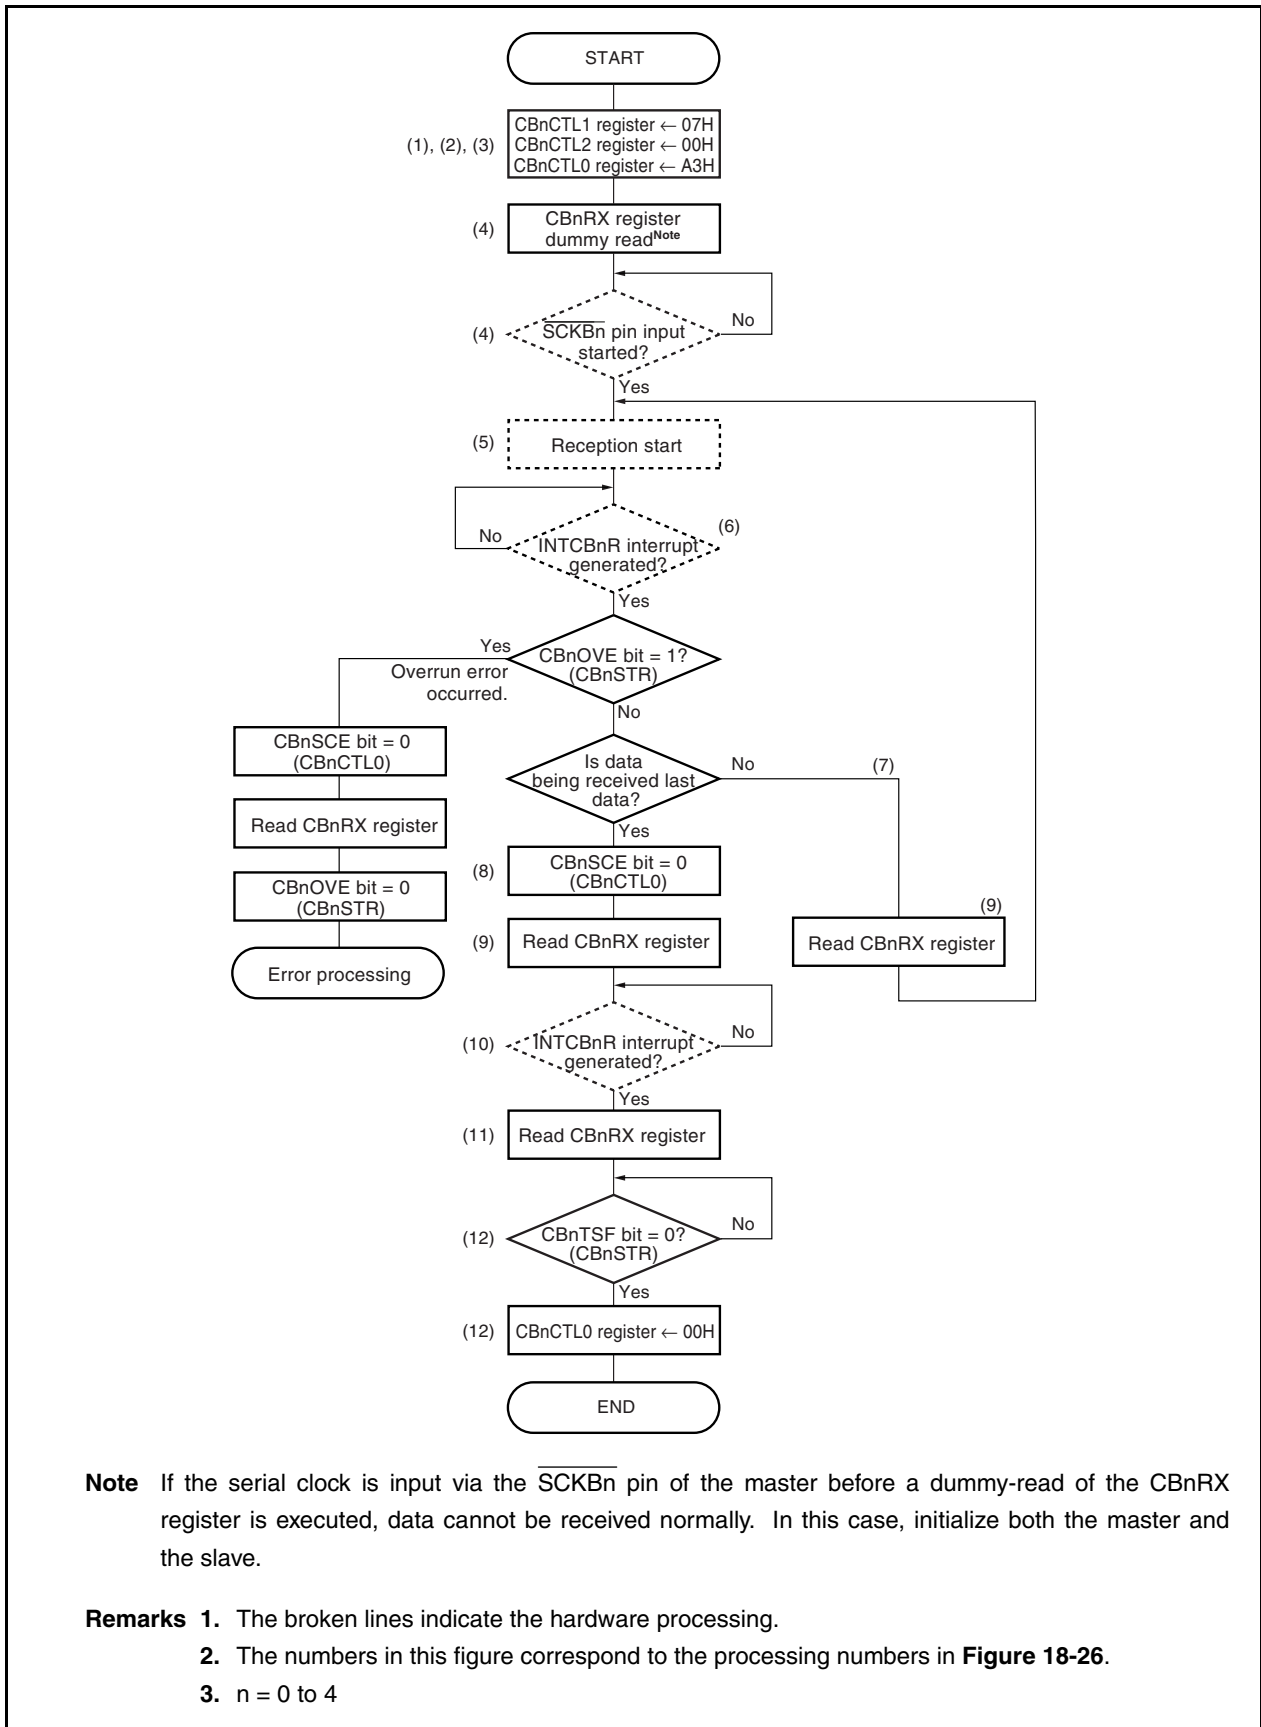 START
(1), (2), (3)
CBnCTL1 register ← 07H
CBnCTL2 register ← 00H
CBnCTL0 register ← A3H
(4)
CBnRX register
dummy readNote
(4)
SCKBn pin input
started?
No
Yes
(5)
Reception start
(6)
No
INTCBnR interrupt
generated?
Yes
Yes
CBnOVE bit = 1?
(CBnSTR)
Overrun error
occurred.
No
CBnSCE bit = 0
(CBnCTL0)
Is data
being received last
data?
No
(7)
Read CBnRX register
Yes
(8)
CBnSCE bit = 0
(CBnCTL0)
CBnOVE bit = 0
(CBnSTR)
(9)
(9)
Read CBnRX register
Read CBnRX register
Error processing
(10)
INTCBnR interrupt
generated?
No
Yes
(11)
Read CBnRX register
(12)
CBnTSF bit = 0?
(CBnSTR)
No
Yes
(12)
CBnCTL0 register ← 00H
END
Note If the serial clock is input via the SCKBn pin of the master before a dummy-read of the CBnRX
register is executed, data cannot be received normally. In this case, initialize both the master and
the slave.
Remarks 1. The broken lines indicate the hardware processing.
2. The numbers in this figure correspond to the processing numbers in Figure 18-26.
3. n = 0 to 4